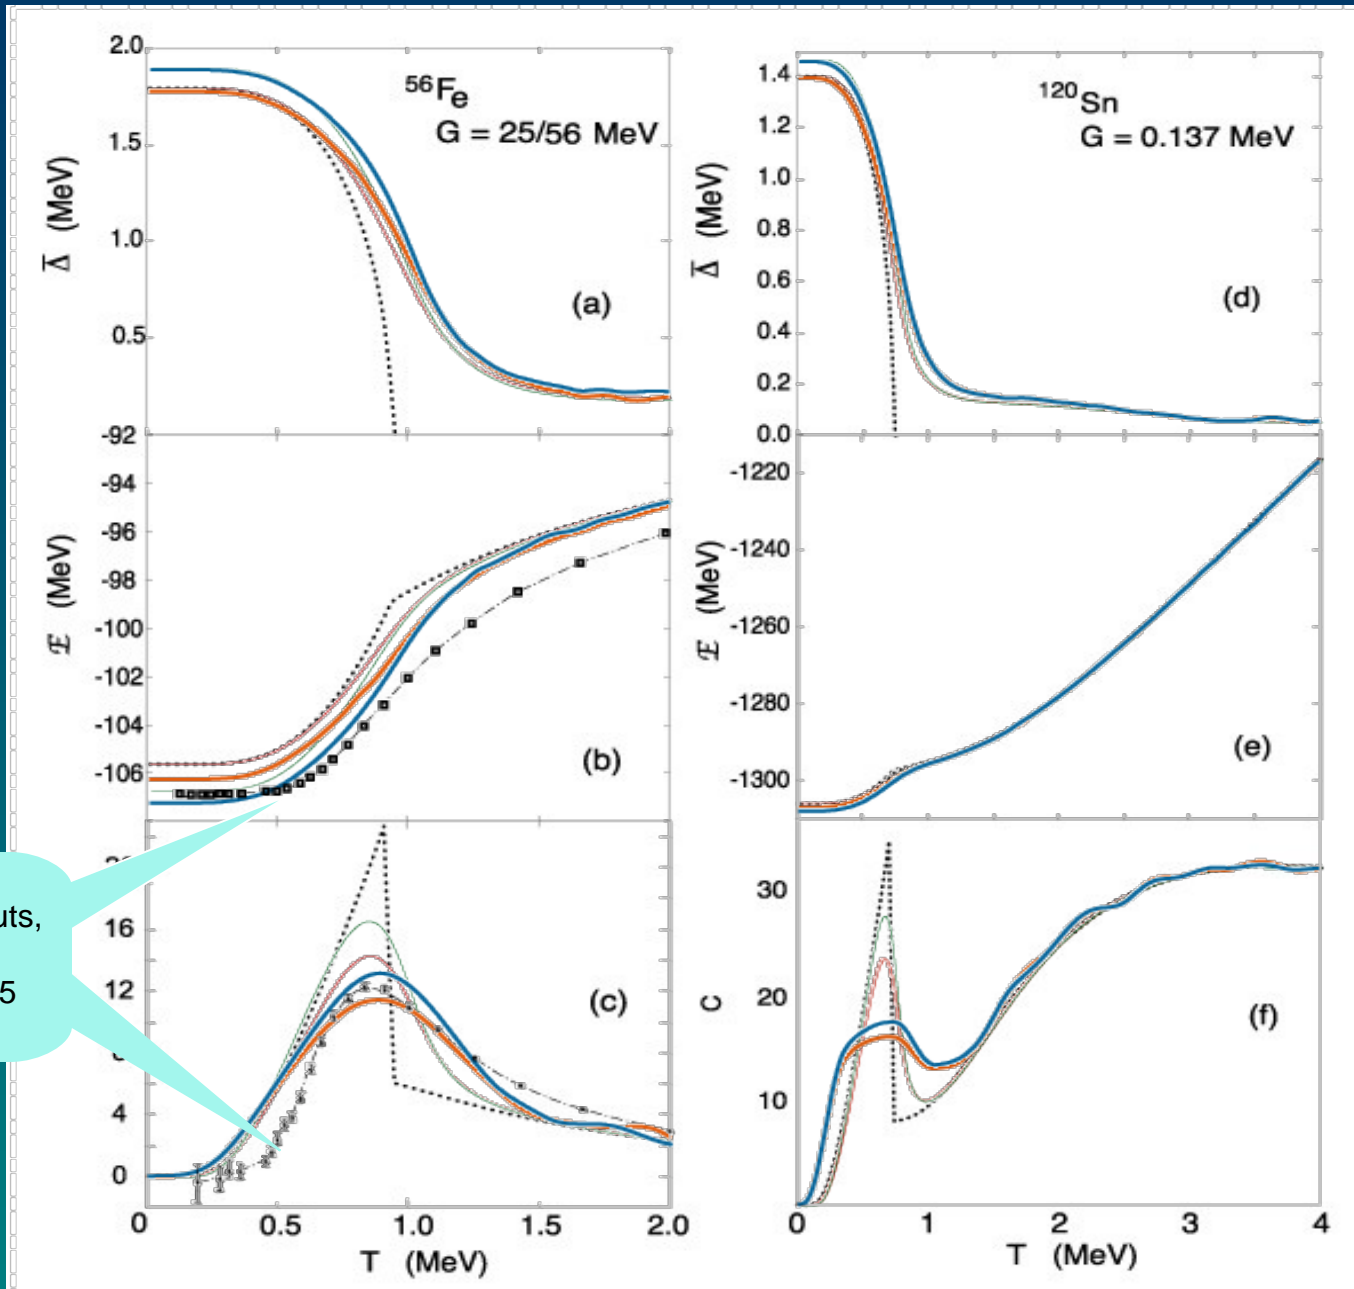 2.0
1.5
1.0
0.5
Δ̅ (MeV)
⁵⁶Fe
G = 25/56 MeV
(a)
-92
-94
-96
-98
-100
-102
-104
-106
ℰ (MeV)
(b)
16
12
4
0
(c)
0
0.5
1.0
1.5
2.0
T (MeV)
uts,
5
1.4
1.2
1.0
0.8
0.6
0.4
0.2
0.0
Δ̅ (MeV)
¹²⁰Sn
G = 0.137 MeV
(d)
-1220
-1240
-1260
-1280
-1300
ℰ (MeV)
(e)
30
20
10
C
(f)
0
1
2
3
4
T (MeV)